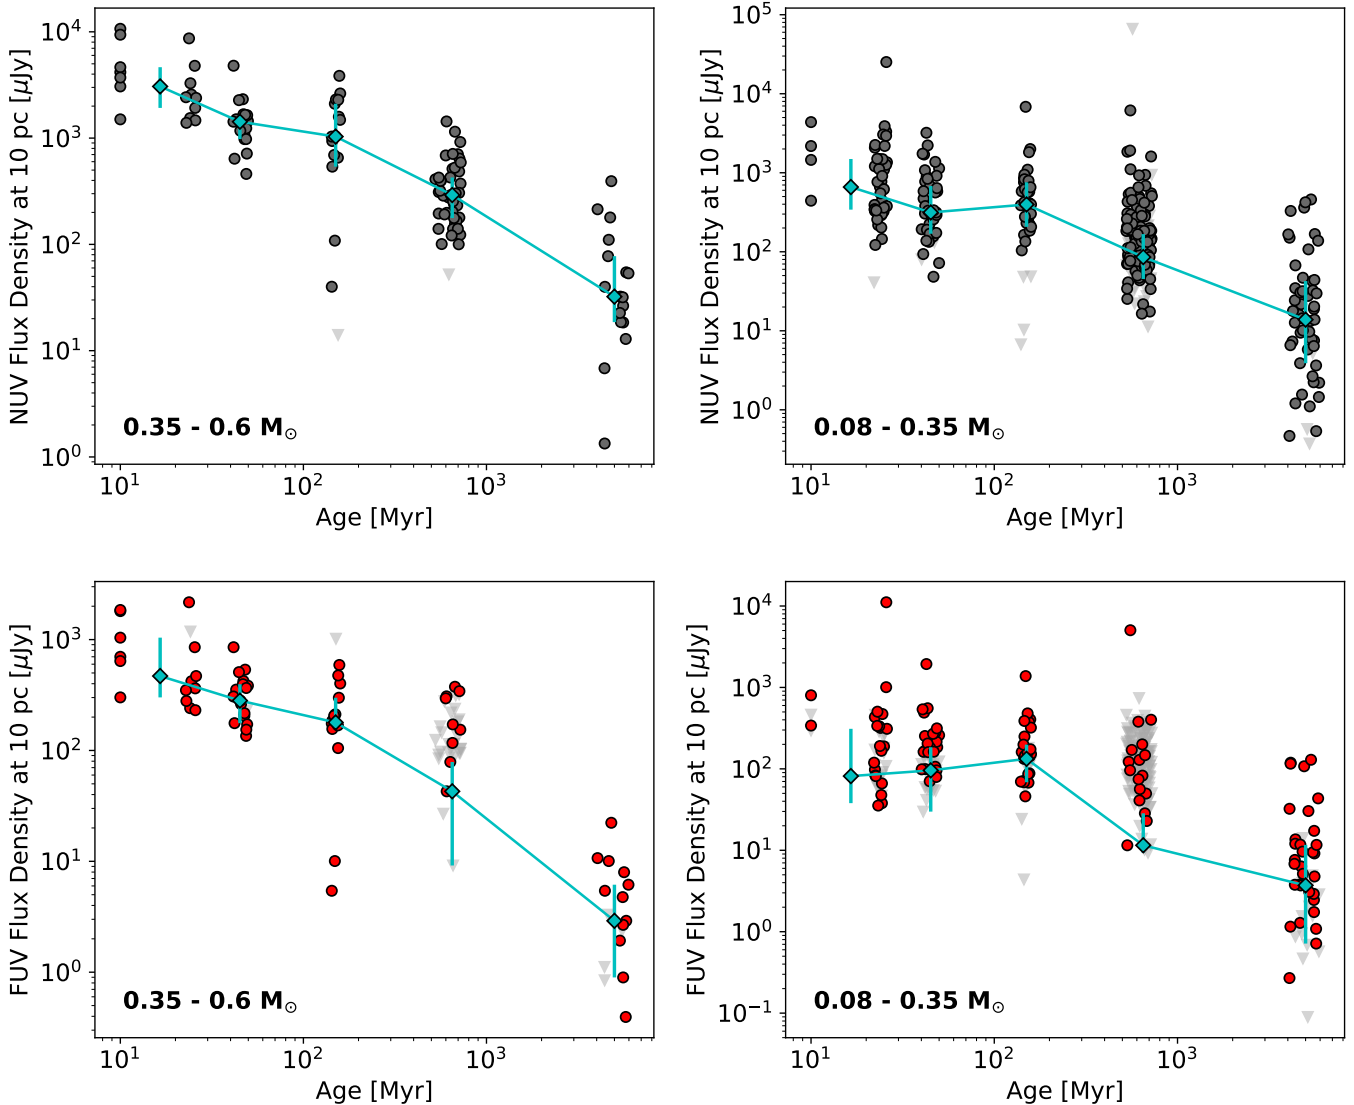 NUV Flux Density at 10 pc [μJy]
10⁴
10³
10²
10¹
10⁰
0.35 - 0.6 M☉
10¹ 10² 10³
Age [Myr]
NUV Flux Density at 10 pc [μJy]
10⁵
10⁴
10³
10²
10¹
10⁰
0.08 - 0.35 M☉
10¹ 10² 10³
Age [Myr]
FUV Flux Density at 10 pc [μJy]
10³
10²
10¹
10⁰
0.35 - 0.6 M☉
10¹ 10² 10³
Age [Myr]
FUV Flux Density at 10 pc [μJy]
10⁴
10³
10²
10¹
10⁰
10⁻¹
0.08 - 0.35 M☉
10¹ 10² 10³
Age [Myr]